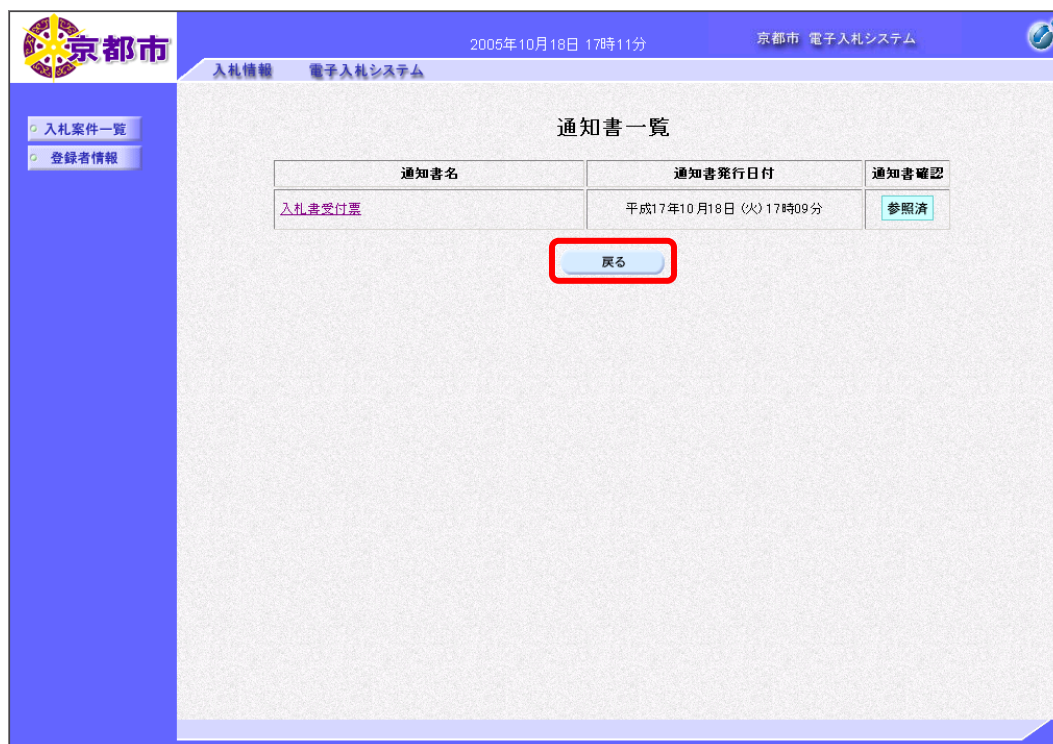 京都市
2005年10月18日 17時11分
京都市 電子入札システム
入札情報
電子入札システム
入札案件一覧
登録者情報
通知書一覧
通知書名
通知書発行日付
通知書確認
入札書受付票
平成17年10月18日(火)17時09分
参照済
戻る